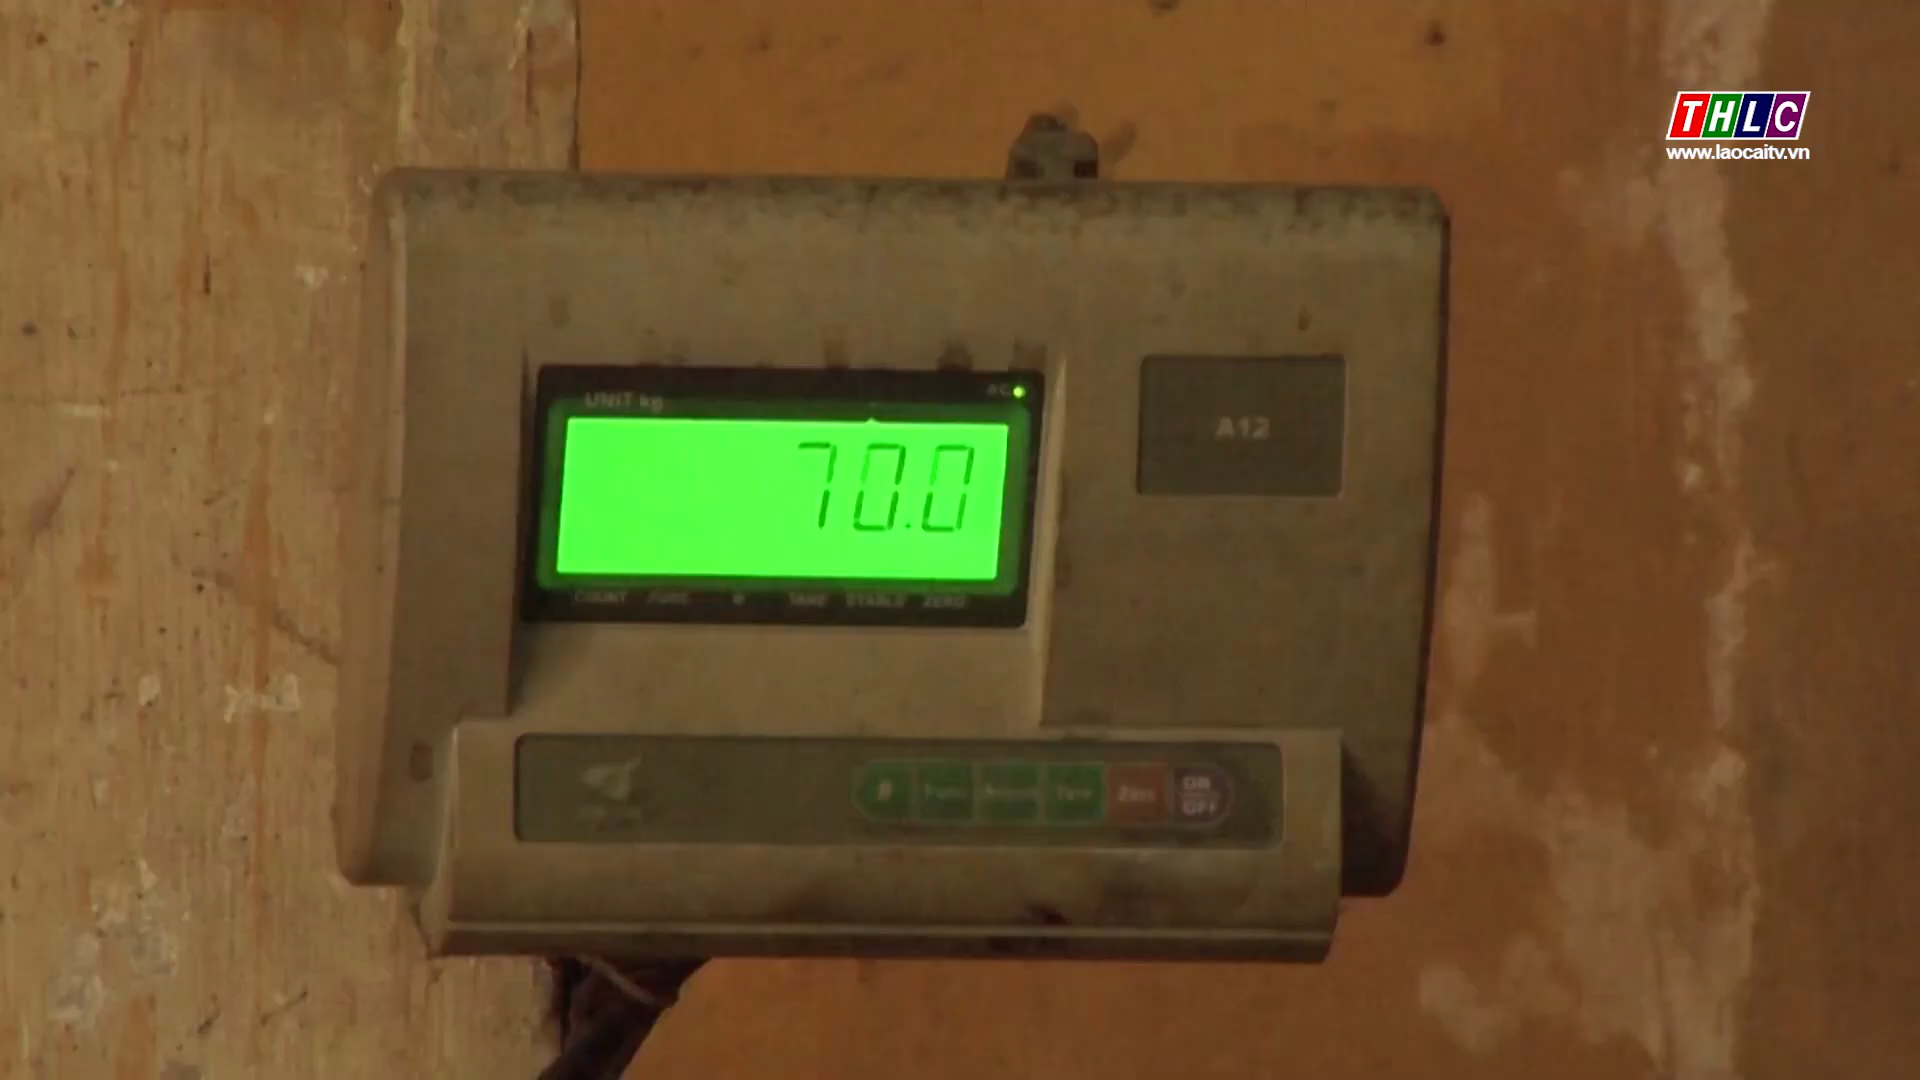 THLC
www.laocaitv.vn
UNIT kg
AC
70.0
A12
COUNT
TARE STABLE ZERO
# Zero ON
OFF